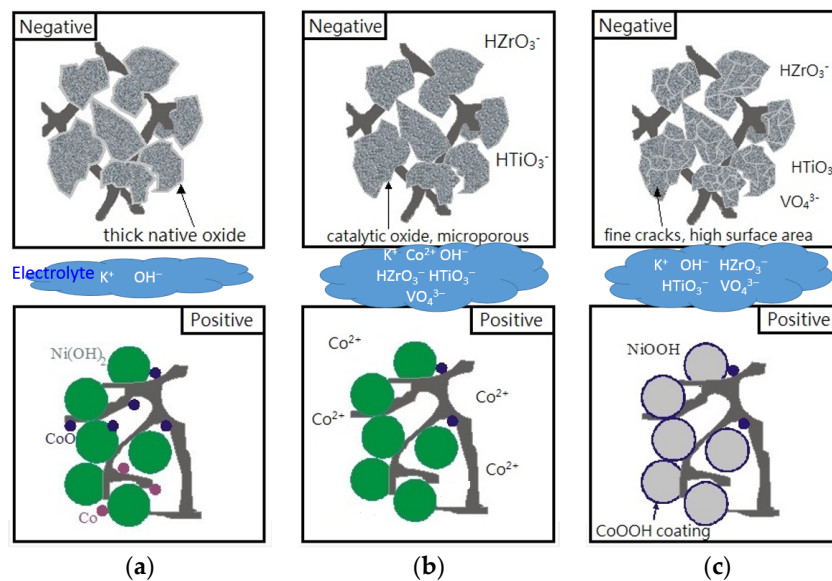 Negative
thick native oxide
Negative
HZrO₃⁻
HTiO₃⁻
catalytic oxide, microporous
Negative
HZrO₃⁻
HTiO₃
VO₄³⁻
fine cracks, high surface area
Electrolyte K⁺ OH⁻
K⁺ Co²⁺ OH⁻
HZrO₃⁻ HTiO₃⁻
VO₄³⁻
K⁺ OH⁻ HZrO₃⁻
HTiO₃⁻ VO₄³⁻
Positive
Ni(OH)₂
CoO
Co
Positive
Co²⁺
Co²⁺
Co²⁺
Co²⁺
Positive
NiOOH
CoOOH coating
(a)
(b)
(c)